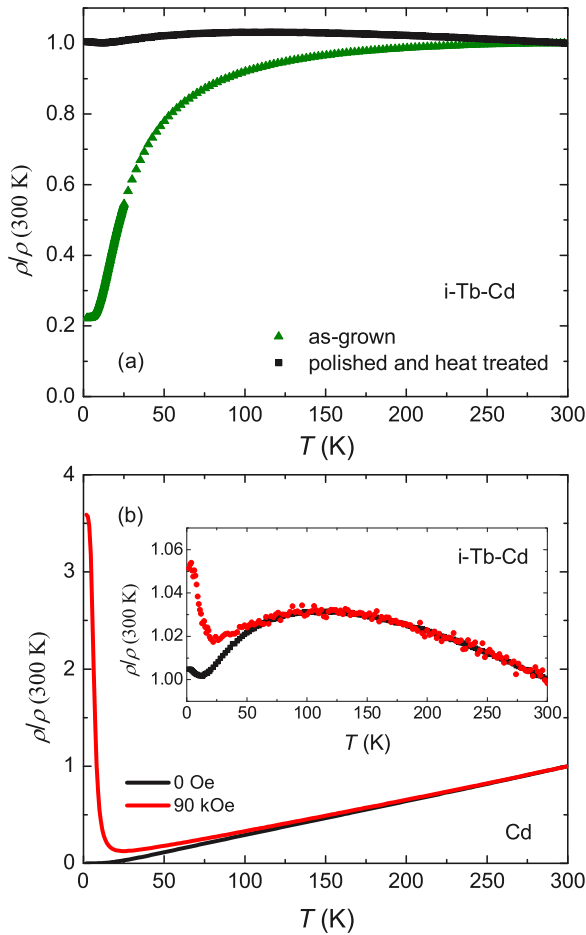 1.0
0.8
0.6
0.4
0.2
0.0
ρ/ρ (300 K)
i-Tb-Cd
as-grown
polished and heat treated
(a)
0 50 100 150 200 250 300
T (K)
4
3
2
1
0
ρ/ρ (300 K)
(b)
i-Tb-Cd
1.06
1.04
1.02
1.00
ρ/ρ (300 K)
0 50 100 150 200 250 300
T (K)
0 Oe
90 kOe
Cd
0 50 100 150 200 250 300
T (K)